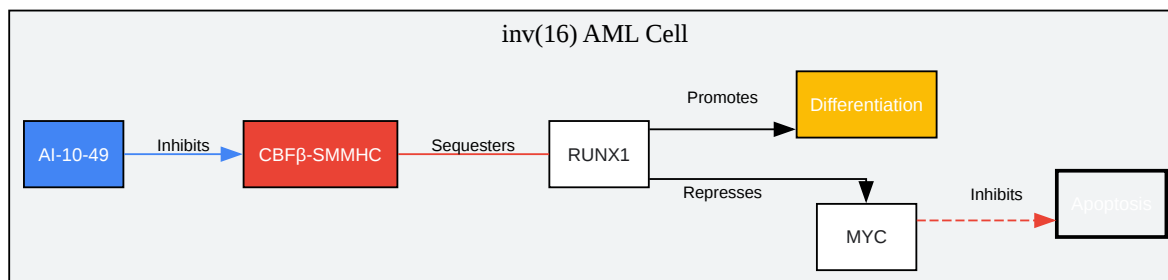 inv(16) AML Cell
AI-10-49
Inhibits
CBFβ-SMMHC
Sequesters
RUNX1
Promotes
Differentiation
Represses
MYC
Inhibits
Apoptosis